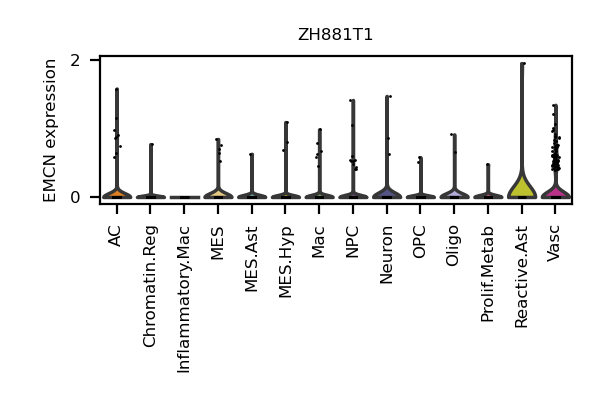 ZH881T1
EMCN expression
2
0
AC
Chromatin.Reg
Inflammatory.Mac
MES
MES.Ast
MES.Hyp
Mac
NPC
Neuron
OPC
Oligo
Prolif.Metab
Reactive.Ast
Vasc